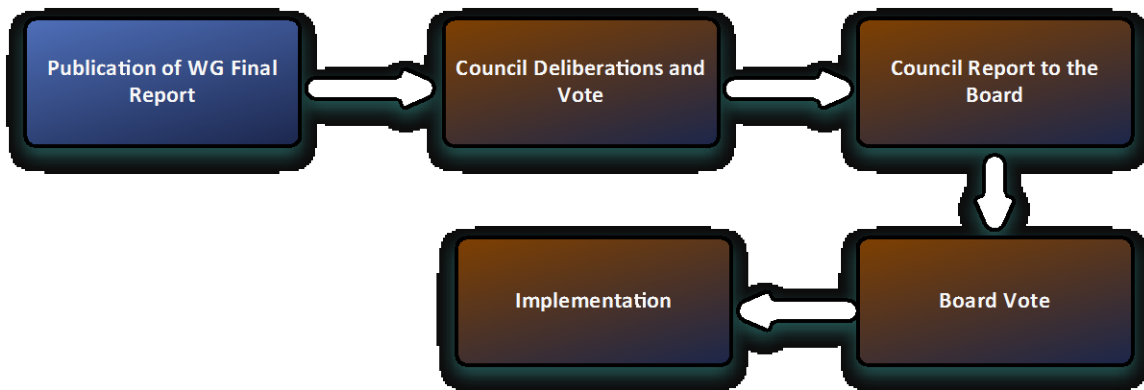 Publication of WG Final
Report
Council Deliberations and
Vote
Council Report to the
Board
Board Vote
Implementation